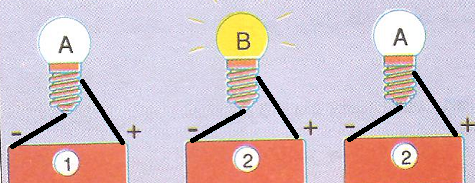 A B A
- + - + - +
1 2 2